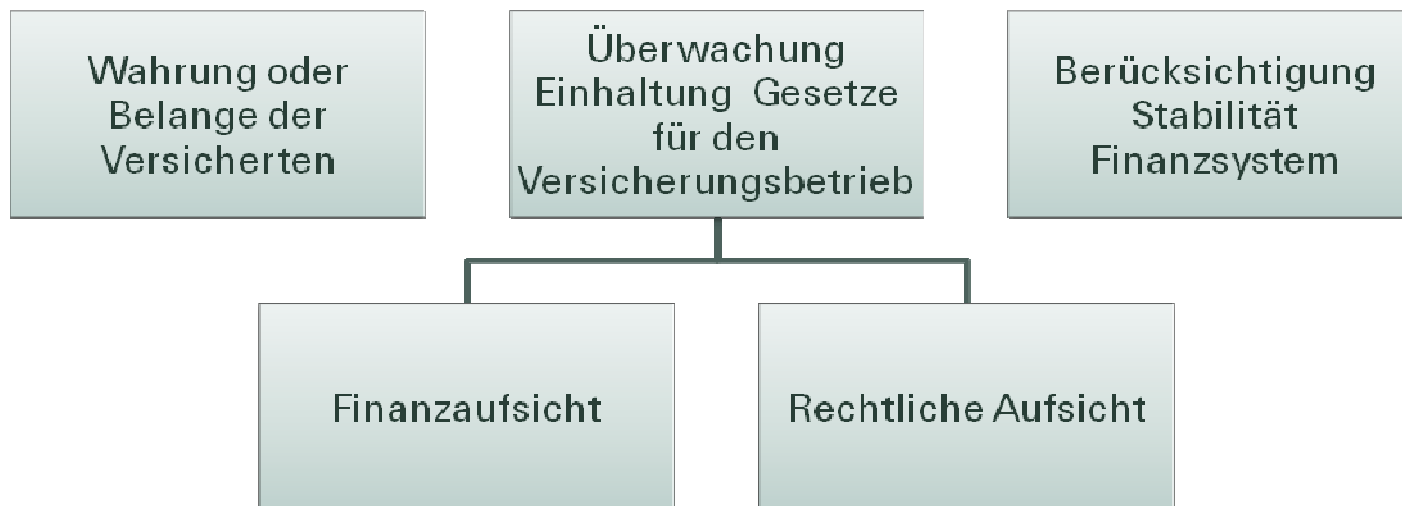 Wahrung oder
Belange der
Versicherten
Überwachung
Einhaltung Gesetze
für den
Versicherungsbetrieb
Berücksichtigung
Stabilität
Finanzsystem
Finanzaufsicht
Rechtliche Aufsicht